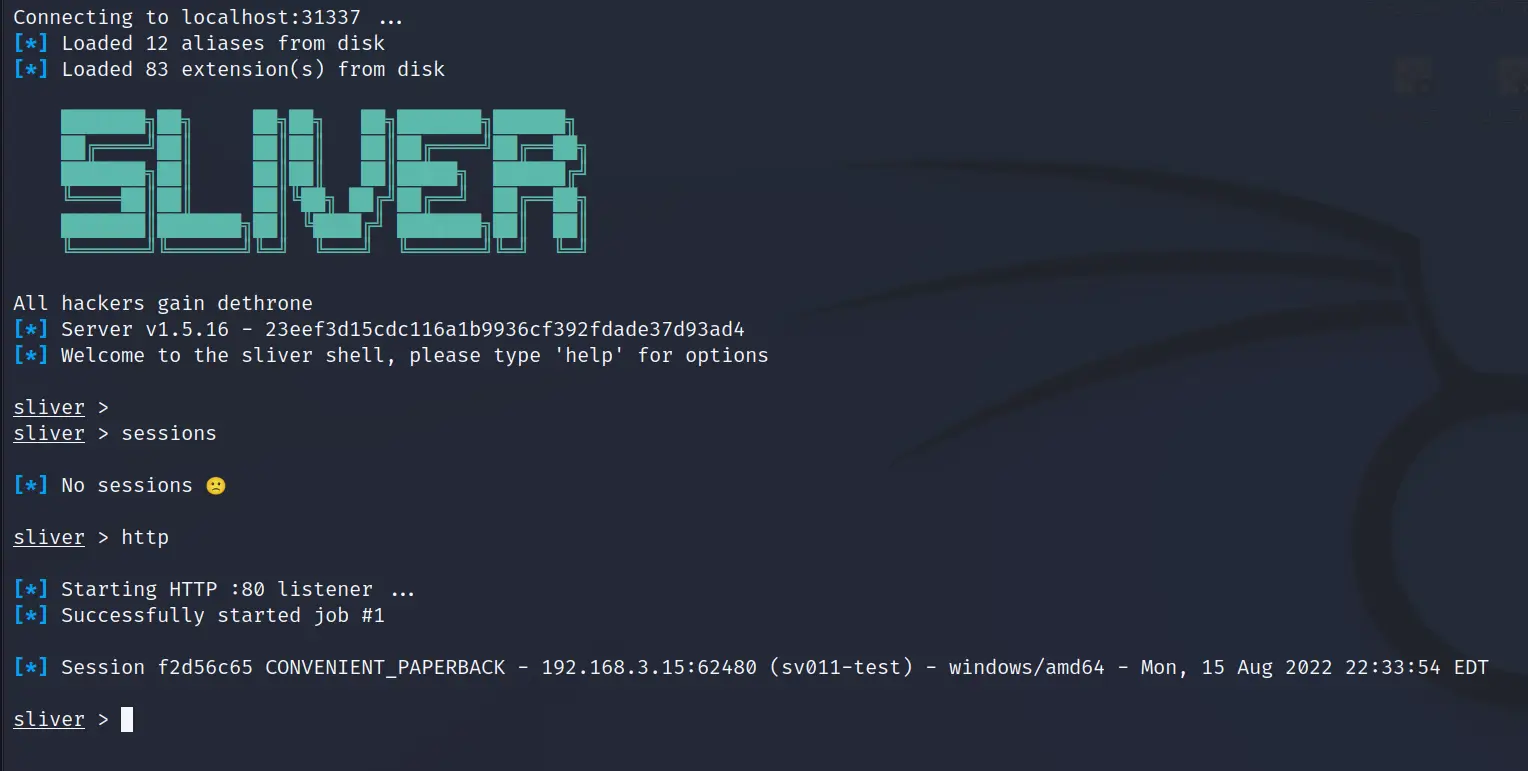 Connecting to localhost:31337 ...
[*] Loaded 12 aliases from disk
[*] Loaded 83 extension(s) from disk
SLIVER
All hackers gain dethrone
[*] Server v1.5.16 - 23eef3d15cdc116a1b9936cf392fdade37d93ad4
[*] Welcome to the sliver shell, please type 'help' for options
sliver >
sliver > sessions
[*] No sessions 🙁
sliver > http
[*] Starting HTTP :80 listener ...
[*] Successfully started job #1
[*] Session f2d56c65 CONVENIENT_PAPERBACK - 192.168.3.15:62480 (sv011-test) - windows/amd64 - Mon, 15 Aug 2022 22:33:54 EDT
sliver >